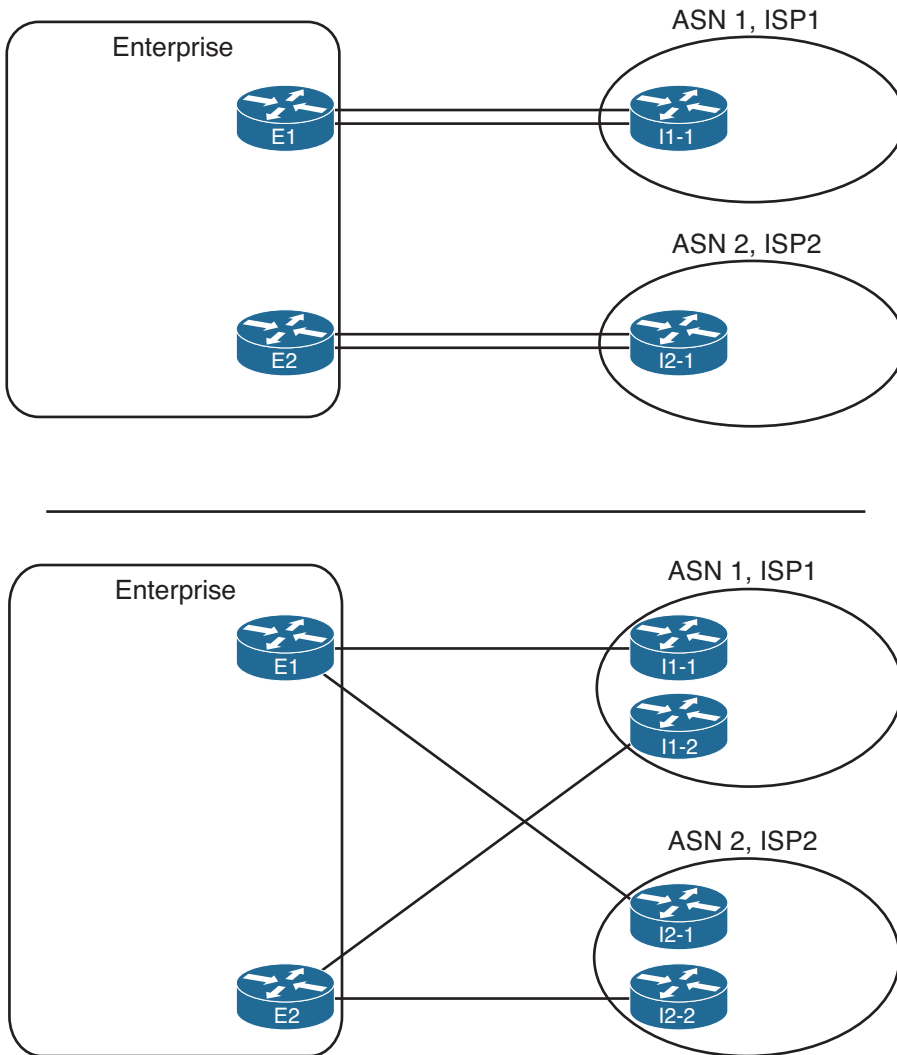 ASN 1, ISP1
Enterprise
E1
I1-1
ASN 2, ISP2
E2
I2-1
ASN 1, ISP1
Enterprise
E1
I1-1
I1-2
ASN 2, ISP2
I2-1
E2
I2-2